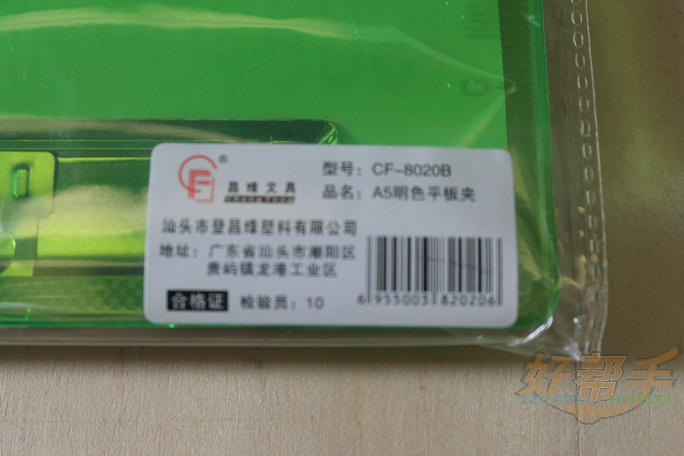 ®
昌烽文具
型号：CF-8020B
品名：A5明色平板夹
汕头市登昌烽塑料有限公司
地址：广东省汕头市潮阳区
贵屿镇龙港工业区
合格证 检验员：10
6 955003 820206
好帮手